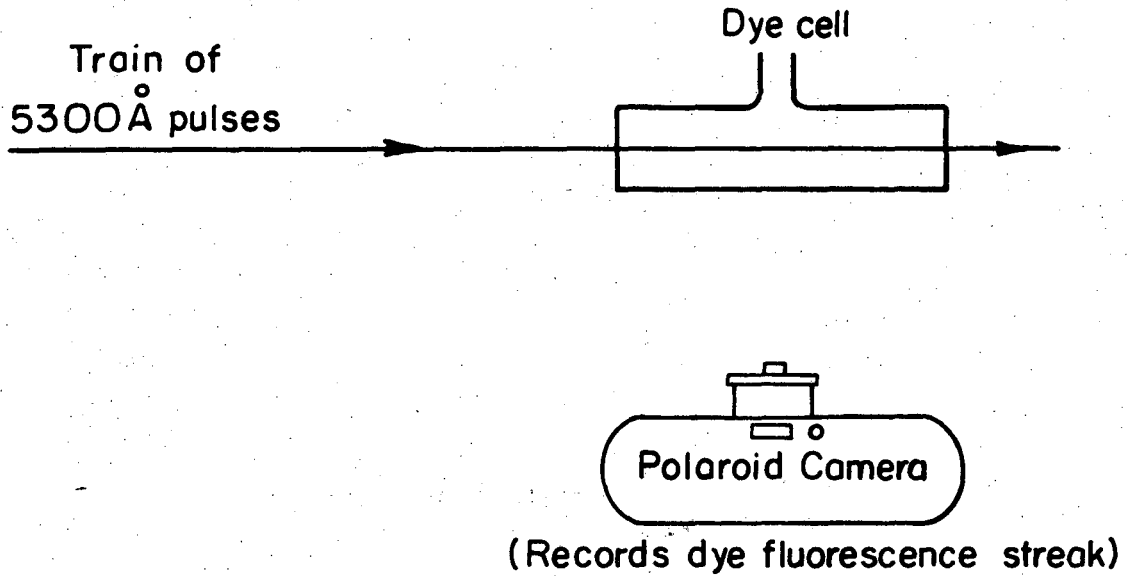 Dye cell
Train of
5300Å pulses
Polaroid Camera
(Records dye fluorescence streak)